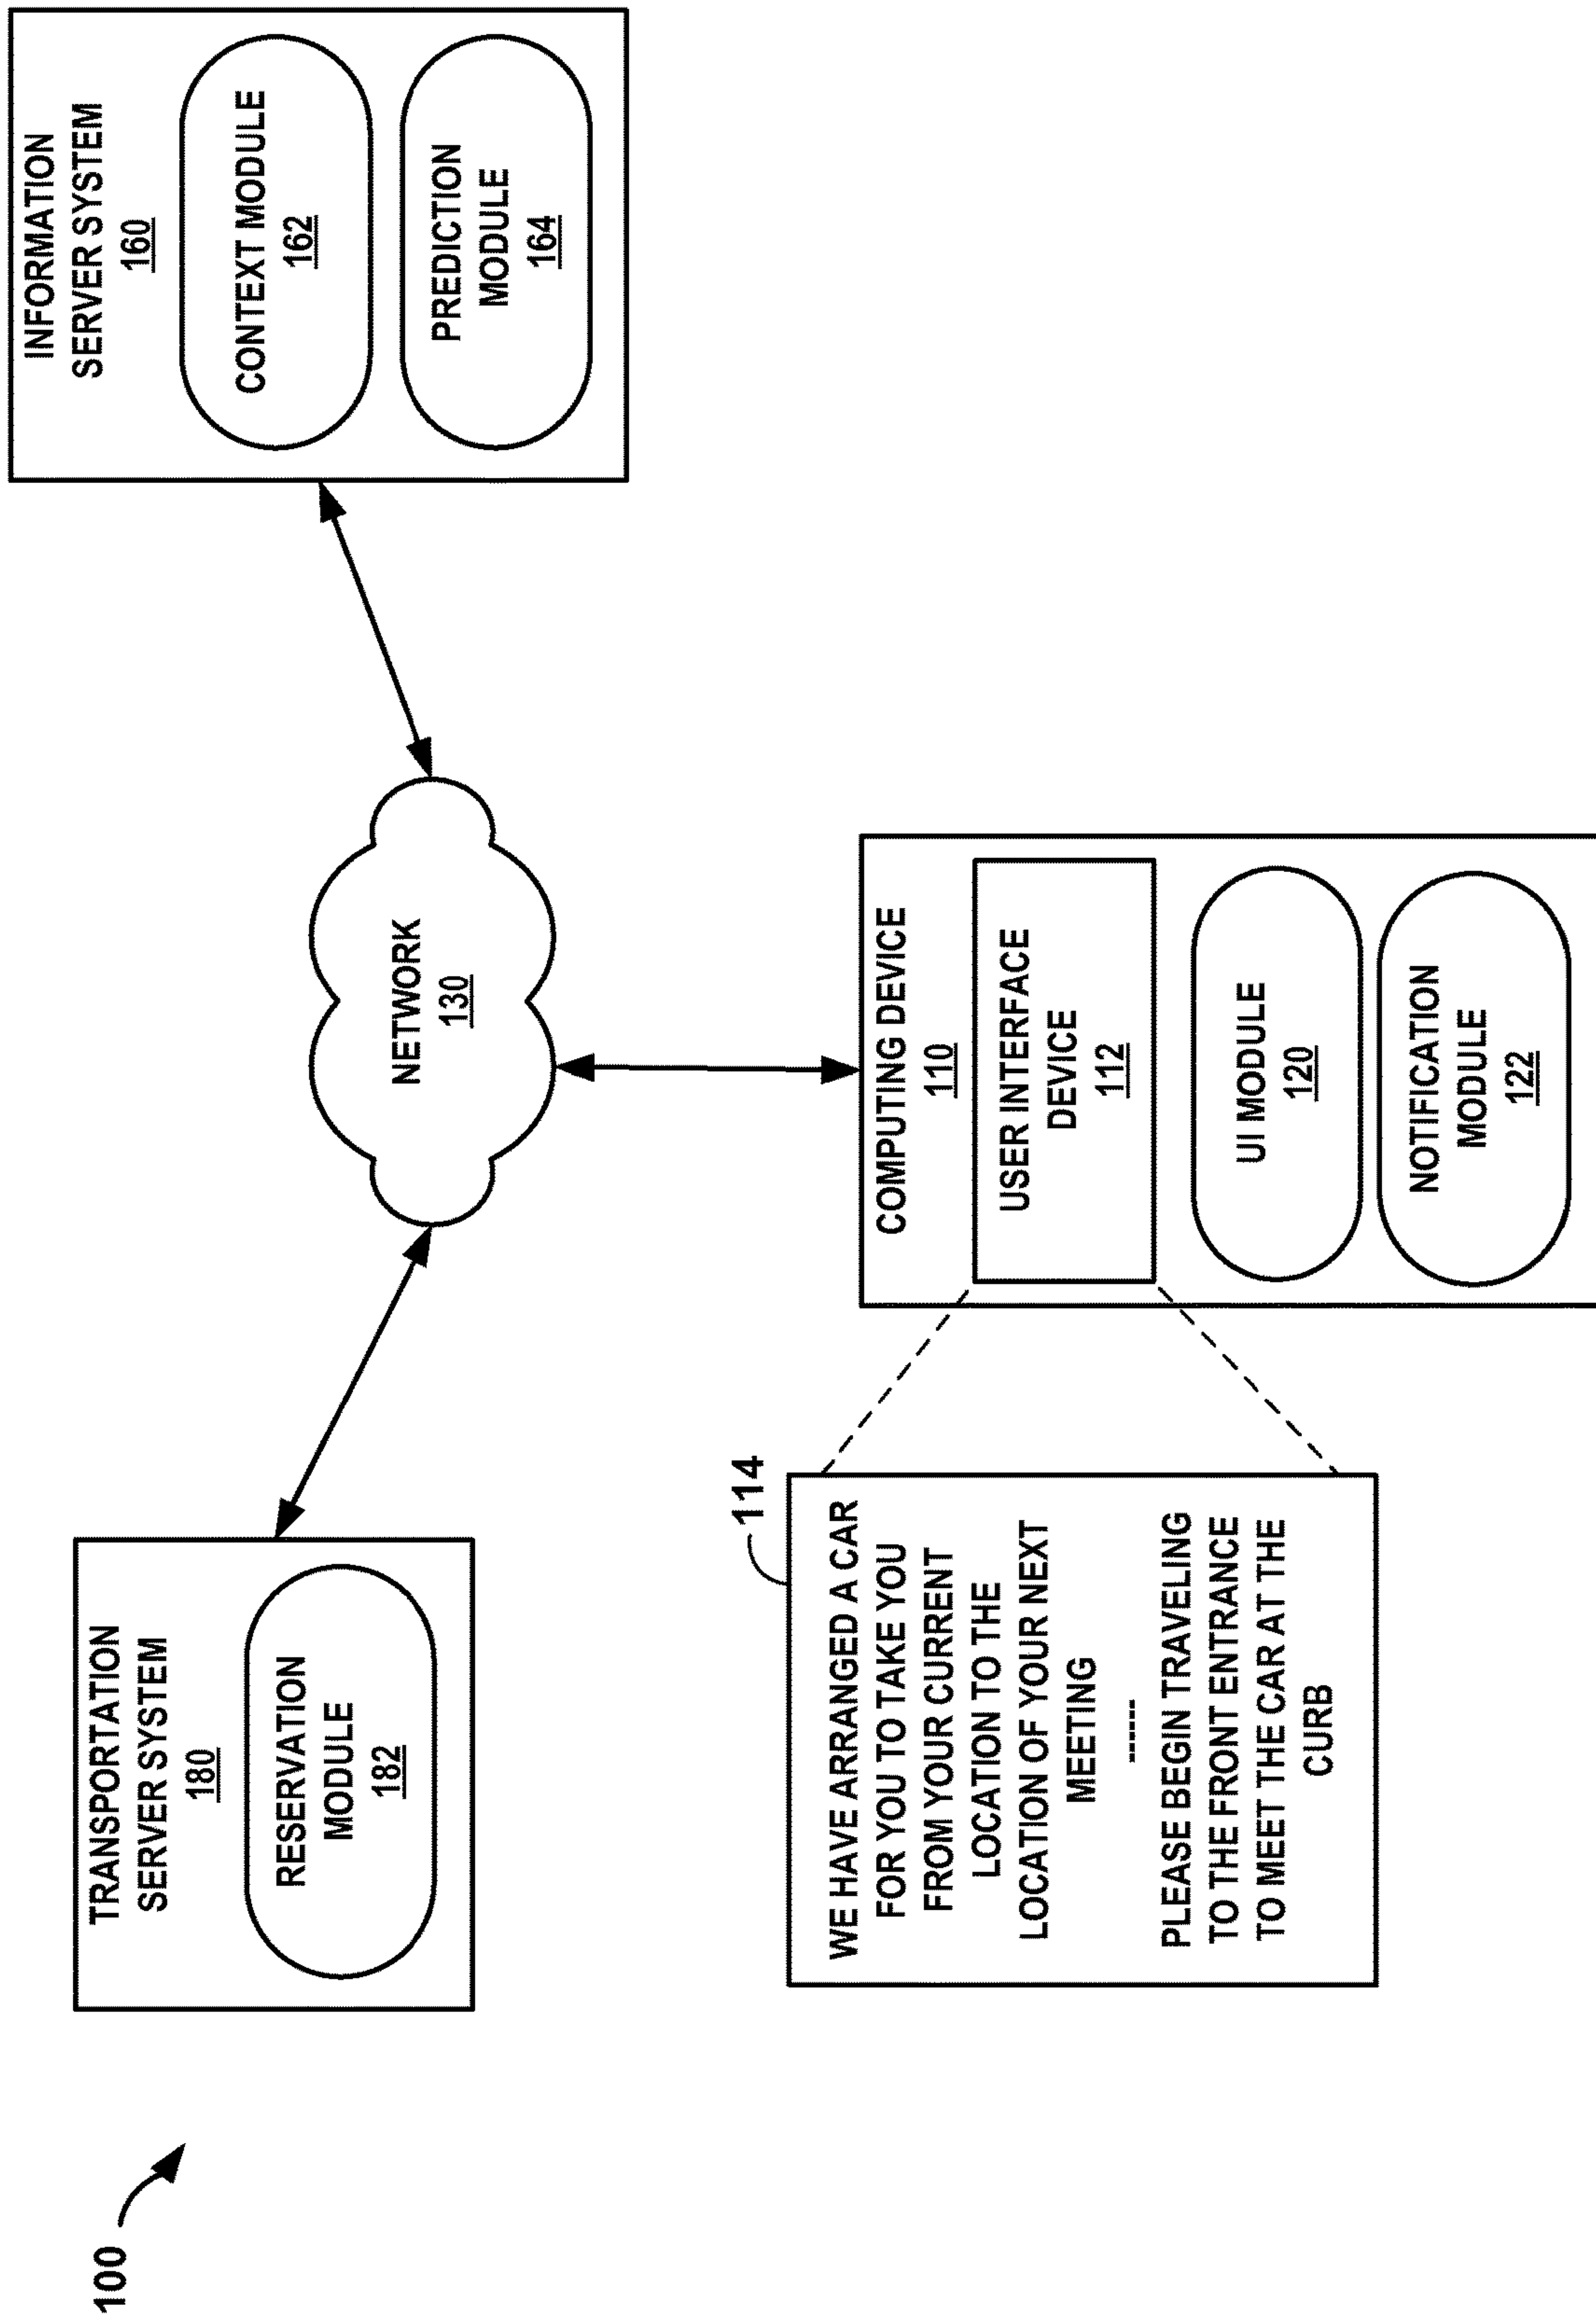 100
TRANSPORTATION
SERVER SYSTEM
180
RESERVATION
MODULE
182
NETWORK
130
INFORMATION
SERVER SYSTEM
160
CONTEXT MODULE
162
PREDICTION
MODULE
164
114
WE HAVE ARRANGED A CAR
FOR YOU TO TAKE YOU
FROM YOUR CURRENT
LOCATION TO THE
LOCATION OF YOUR NEXT
MEETING
------
PLEASE BEGIN TRAVELING
TO THE FRONT ENTRANCE
TO MEET THE CAR AT THE
CURB
COMPUTING DEVICE
110
USER INTERFACE
DEVICE
112
UI MODULE
120
NOTIFICATION
MODULE
122